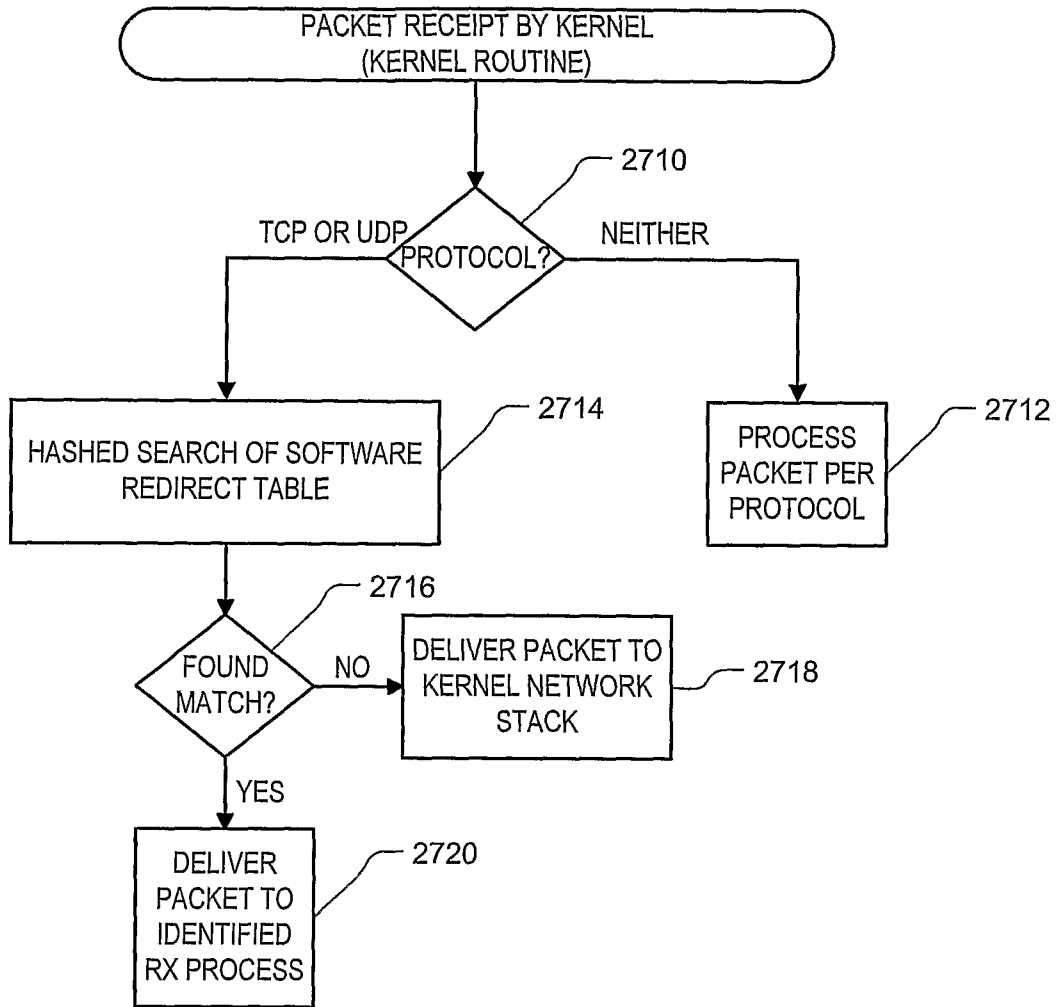 PACKET RECEIPT BY KERNEL
(KERNEL ROUTINE)
2710
TCP OR UDP
PROTOCOL?
NEITHER
2714
HASHED SEARCH OF SOFTWARE
REDIRECT TABLE
2712
PROCESS
PACKET PER
PROTOCOL
2716
FOUND
MATCH?
NO
DELIVER PACKET TO
KERNEL NETWORK
STACK
2718
YES
2720
DELIVER
PACKET TO
IDENTIFIED
RX PROCESS